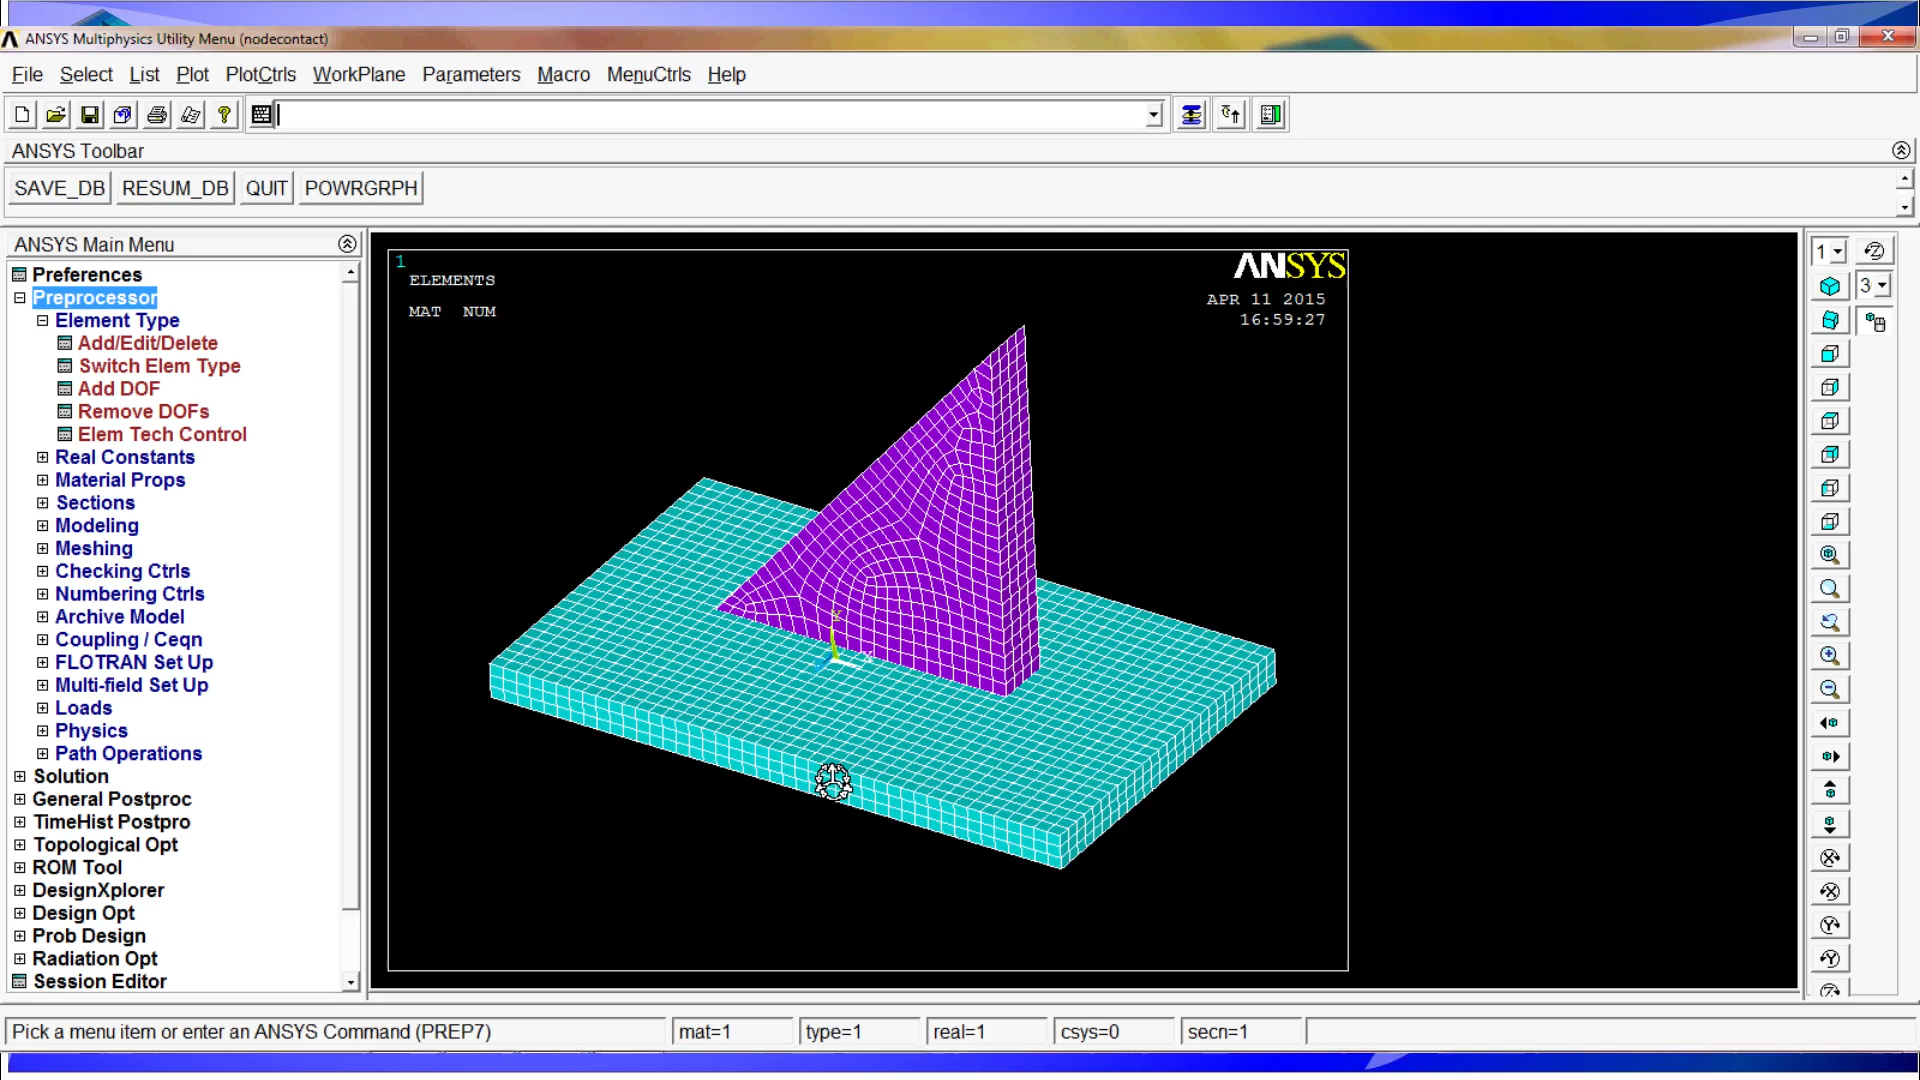 ANSYS Multiphysics Utility Menu (nodecontact)
File Select List Plot PlotCtrls WorkPlane Parameters Macro MenuCtrls Help
ANSYS Toolbar
SAVE_DB RESUM_DB QUIT POWRGRPH
ANSYS Main Menu
Preferences
Preprocessor
Element Type
Add/Edit/Delete
Switch Elem Type
Add DOF
Remove DOFs
Elem Tech Control
Real Constants
Material Props
Sections
Modeling
Meshing
Checking Ctrls
Numbering Ctrls
Archive Model
Coupling / Ceqn
FLOTRAN Set Up
Multi-field Set Up
Loads
Physics
Path Operations
Solution
General Postproc
TimeHist Postpro
Topological Opt
ROM Tool
DesignXplorer
Design Opt
Prob Design
Radiation Opt
Session Editor
1
ELEMENTS
MAT NUM
ANSYS
APR 11 2015
16:59:27
Y
X
1
3
Pick a menu item or enter an ANSYS Command (PREP7) mat=1 type=1 real=1 csys=0 secn=1